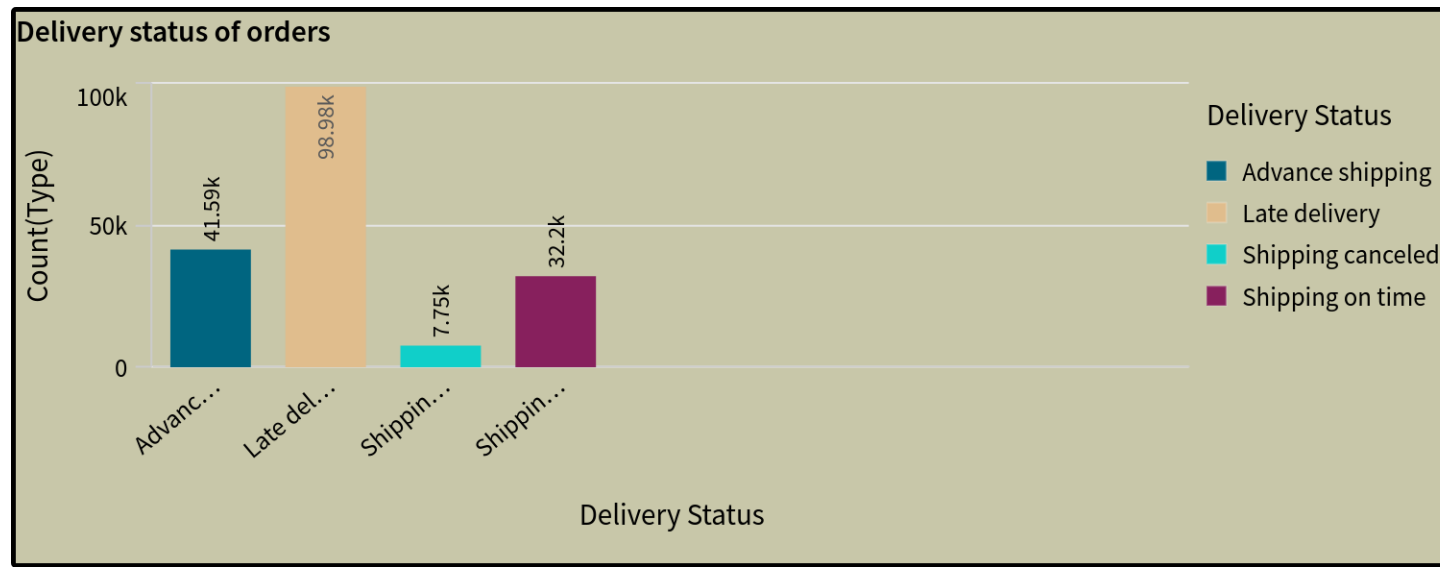 Delivery status of orders
Count(Type)
100k
50k
0
41.59k
98.98k
7.75k
32.2k
Advanc...
Late del...
Shippin...
Shippin...
Delivery Status
Delivery Status
Advance shipping
Late delivery
Shipping canceled
Shipping on time